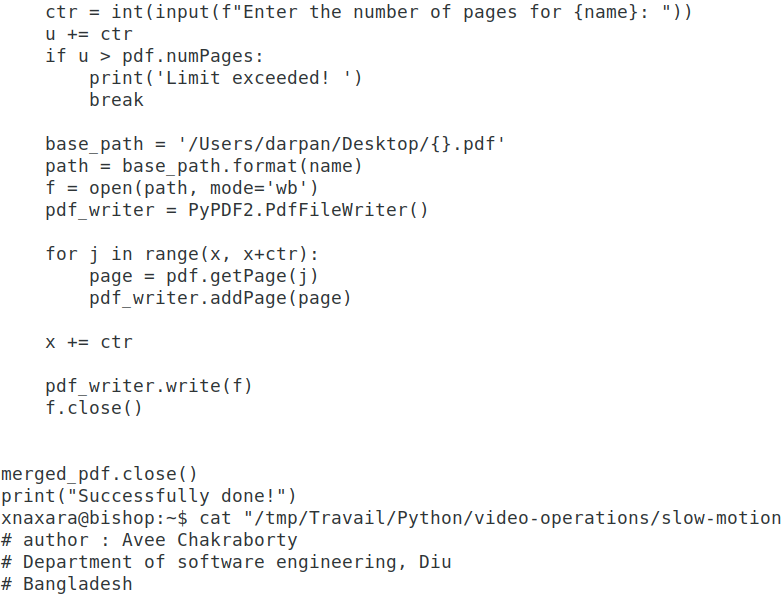 ctr = int(input(f"Enter the number of pages for {name}: "))
    u += ctr
    if u > pdf.numPages:
        print('Limit exceeded! ')
        break

    base_path = '/Users/darpan/Desktop/{}.pdf'
    path = base_path.format(name)
    f = open(path, mode='wb')
    pdf_writer = PyPDF2.PdfFileWriter()

    for j in range(x, x+ctr):
        page = pdf.getPage(j)
        pdf_writer.addPage(page)

    x += ctr

    pdf_writer.write(f)
    f.close()


merged_pdf.close()
print("Successfully done!")
xnaxara@bishop:~$ cat "/tmp/Travail/Python/video-operations/slow-motion
# author : Avee Chakraborty
# Department of software engineering, Diu
# Bangladesh